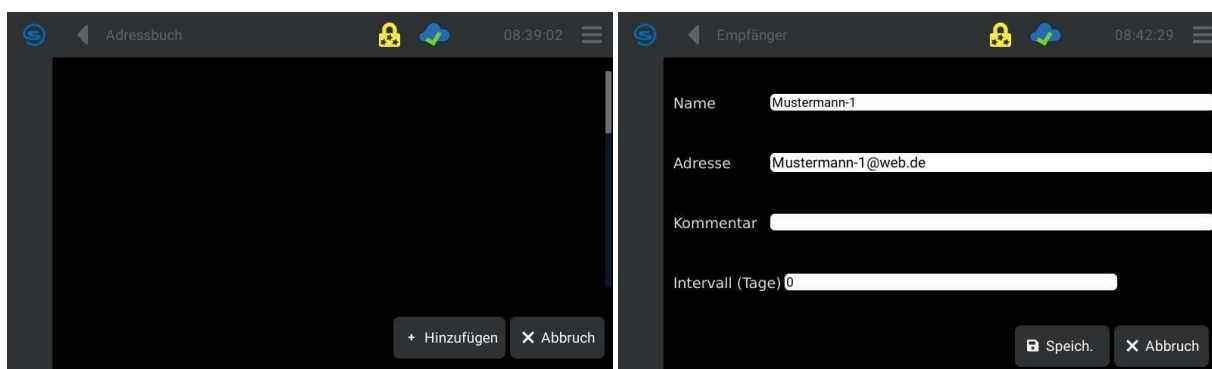 Adressbuch
08:39:02
+ Hinzufügen
Abbruch
Empfänger
08:42:29
Name
Mustermann-1
Adresse
Mustermann-1@web.de
Kommentar
Intervall (Tage) 0
Speich.
Abbruch